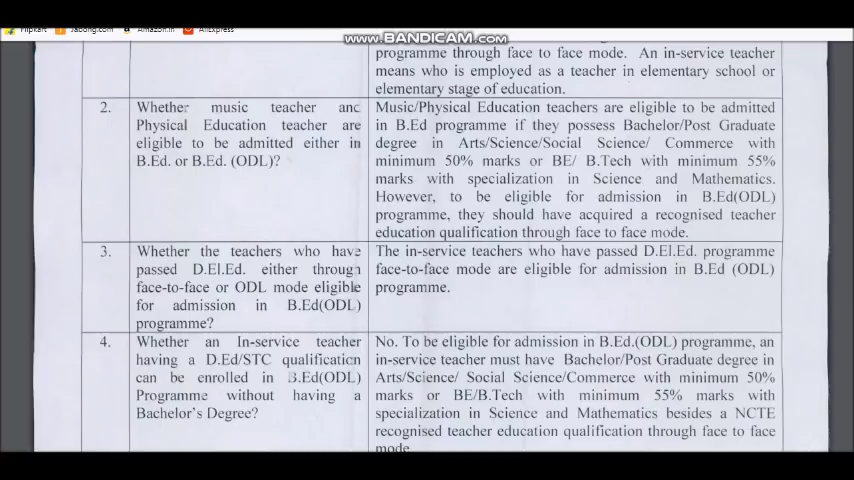 Flipkart Jabong.com Amazon.in AliExpress
www.BANDICAM.com
programme through face to face mode. An in-service teacher
means who is employed as a teacher in elementary school or
elementary stage of education.
2.
Whether music teacher and
Physical Education teacher are
eligible to be admitted either in
B.Ed. or B.Ed. (ODL)?
Music/Physical Education teachers are eligible to be admitted
in B.Ed programme if they possess Bachelor/Post Graduate
degree in Arts/Science/Social Science/ Commerce with
minimum 50% marks or BE/ B.Tech with minimum 55%
marks with specialization in Science and Mathematics.
However, to be eligible for admission in B.Ed(ODL)
programme, they should have acquired a recognised teacher
education qualification through face to face mode.
3.
Whether the teachers who have
passed D.El.Ed. either through
face-to-face or ODL mode eligible
for admission in B.Ed(ODL)
programme?
The in-service teachers who have passed D.El.Ed. programme
face-to-face mode are eligible for admission in B.Ed (ODL)
programme.
4.
Whether an In-service teacher
having a D.Ed/STC qualification
can be enrolled in B.Ed(ODL)
Programme without having a
Bachelor's Degree?
No. To be eligible for admission in B.Ed.(ODL) programme, an
in-service teacher must have Bachelor/Post Graduate degree in
Arts/Science/ Social Science/Commerce with minimum 50%
marks or BE/B.Tech with minimum 55% marks with
specialization in Science and Mathematics besides a NCTE
recognised teacher education qualification through face to face
mode